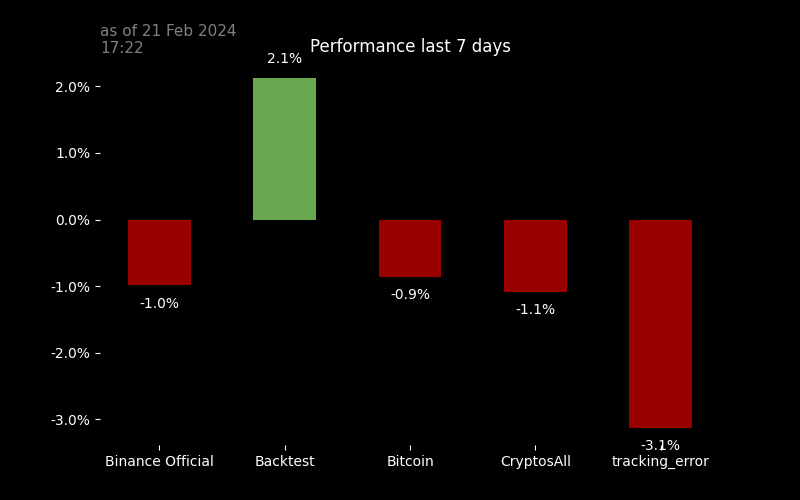 as of 21 Feb 2024
17:22
Performance last 7 days
2.1%
2.0%
1.0%
0.0%
-1.0%
-1.0%
-0.9%
-1.1%
-2.0%
-3.0%
-3.1%
Binance Official
Backtest
Bitcoin
CryptosAll
tracking_error